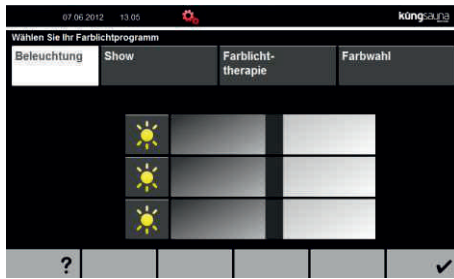 07.06.2012 13.05 küngsauna
Wählen Sie Ihr Farblichtprogramm
Beleuchtung Show Farblicht- Farbwahl
therapie
?